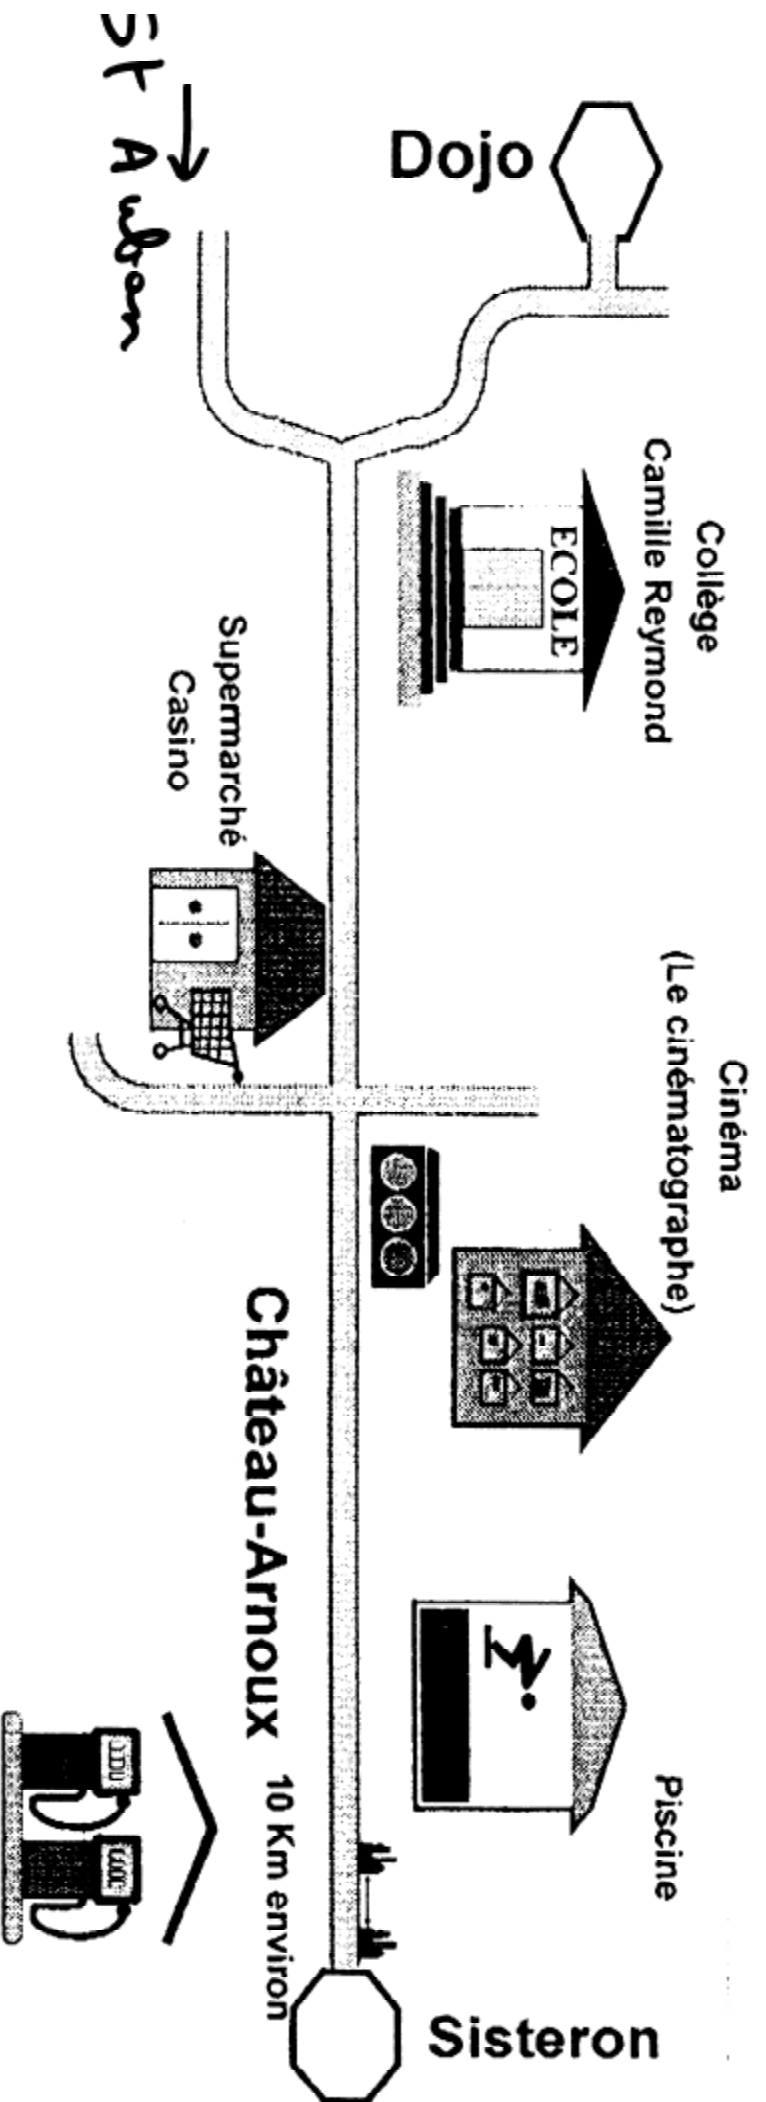 St Auban
Dojo
Collège
Camille Reymond
ECOLE
Supermarché
Casino
Cinéma
(Le cinématographe)
Château-Arnoux
10 Km environ
Piscine
Sisteron